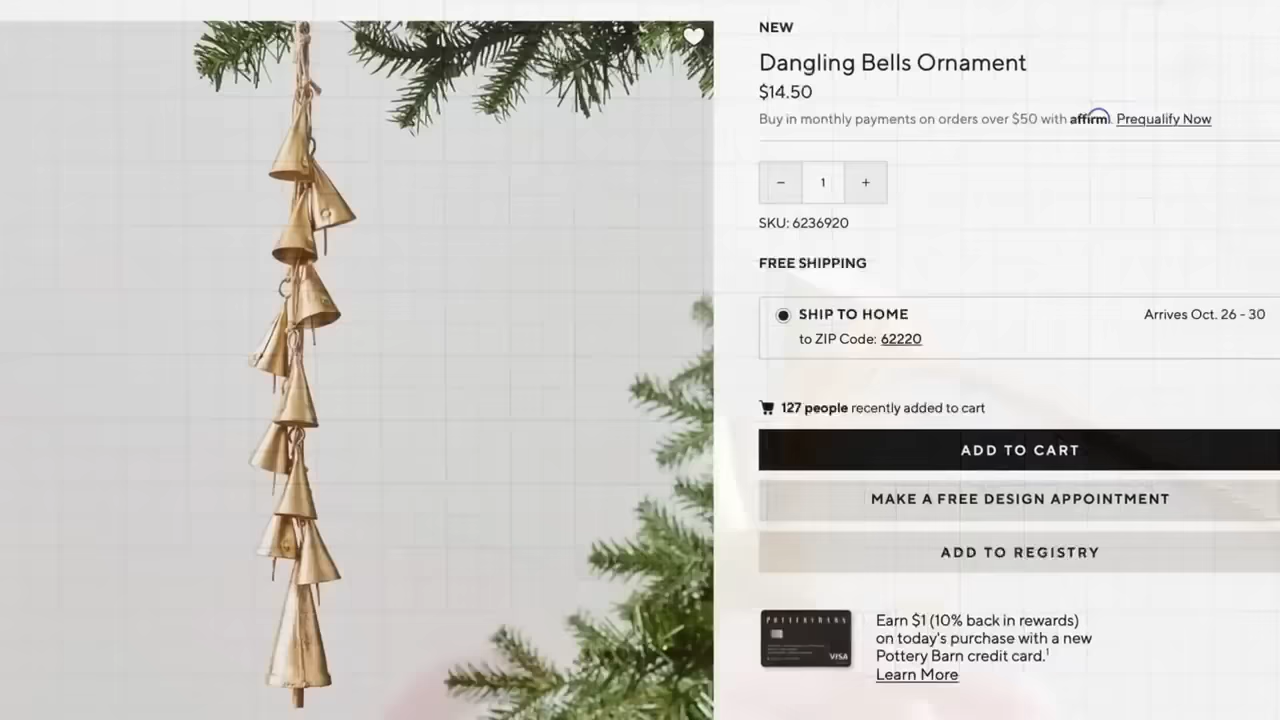 NEW
Dangling Bells Ornament
$14.50
Buy in monthly payments on orders over $50 with affirm. Prequalify Now
− 1 +
SKU: 6236920
FREE SHIPPING
SHIP TO HOME Arrives Oct. 26 - 30
to ZIP Code: 62220
127 people recently added to cart
ADD TO CART
MAKE A FREE DESIGN APPOINTMENT
ADD TO REGISTRY
POTTERY BARN
VISA
Earn $1 (10% back in rewards)
on today's purchase with a new
Pottery Barn credit card.¹
Learn More